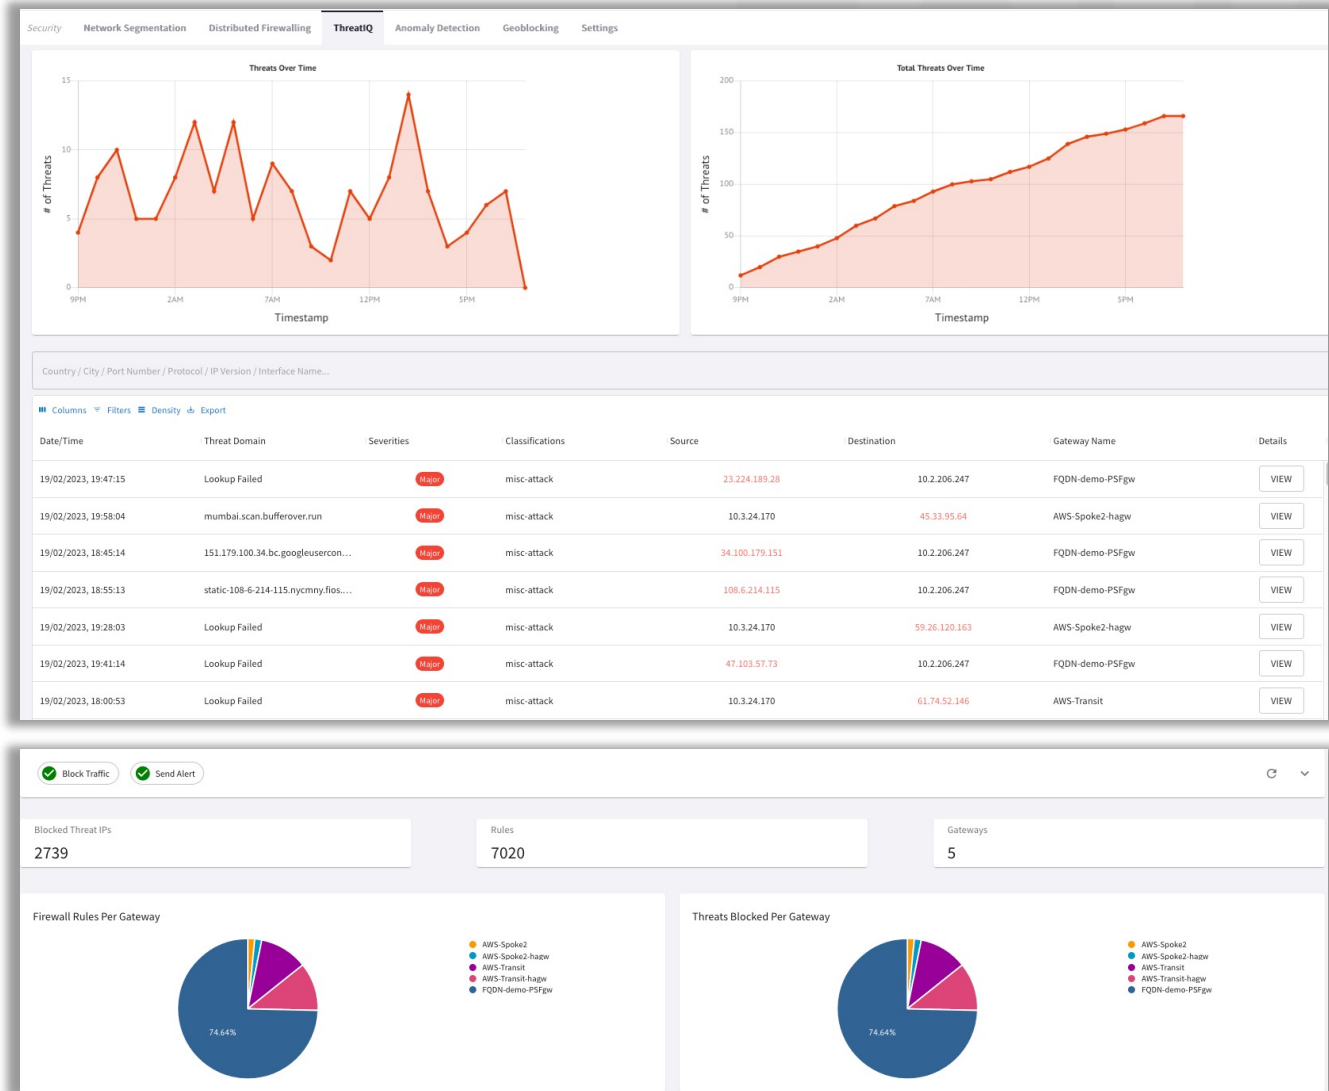 Security Network Segmentation Distributed Firewalling ThreatIQ Anomaly Detection Geoblocking Settings
Threats Over Time
15
10
5
0
# of Threats
9PM 2AM 7AM 12PM 5PM
Timestamp
Total Threats Over Time
200
150
100
50
0
# of Threats
9PM 2AM 7AM 12PM 5PM
Timestamp
Country / City / Port Number / Protocol / IP Version / Interface Name...
Columns Filters Density Export
Date/Time Threat Domain Severities Classifications Source Destination Gateway Name Details
19/02/2023, 19:47:15 Lookup Failed Major misc-attack 23.224.189.28 10.2.206.247 FQDN-demo-PSFgw VIEW
19/02/2023, 19:58:04 mumbai.scan.bufferover.run Major misc-attack 10.3.24.170 45.33.95.64 AWS-Spoke2-hagw VIEW
19/02/2023, 18:45:14 151.179.100.34.bc.googleusercon... Major misc-attack 34.100.179.151 10.2.206.247 FQDN-demo-PSFgw VIEW
19/02/2023, 18:55:13 static-108-6-214-115.nycmny.fios.... Major misc-attack 108.6.214.115 10.2.206.247 FQDN-demo-PSFgw VIEW
19/02/2023, 19:28:03 Lookup Failed Major misc-attack 10.3.24.170 59.26.120.163 AWS-Spoke2-hagw VIEW
19/02/2023, 19:41:14 Lookup Failed Major misc-attack 47.103.57.73 10.2.206.247 FQDN-demo-PSFgw VIEW
19/02/2023, 18:00:53 Lookup Failed Major misc-attack 10.3.24.170 61.74.52.146 AWS-Transit VIEW
Block Traffic Send Alert
Blocked Threat IPs Rules Gateways
2739 7020 5
Firewall Rules Per Gateway
74.64%
AWS-Spoke2
AWS-Spoke2-hagw
AWS-Transit
AWS-Transit-hagw
FQDN-demo-PSFgw
Threats Blocked Per Gateway
74.64%
AWS-Spoke2
AWS-Spoke2-hagw
AWS-Transit
AWS-Transit-hagw
FQDN-demo-PSFgw